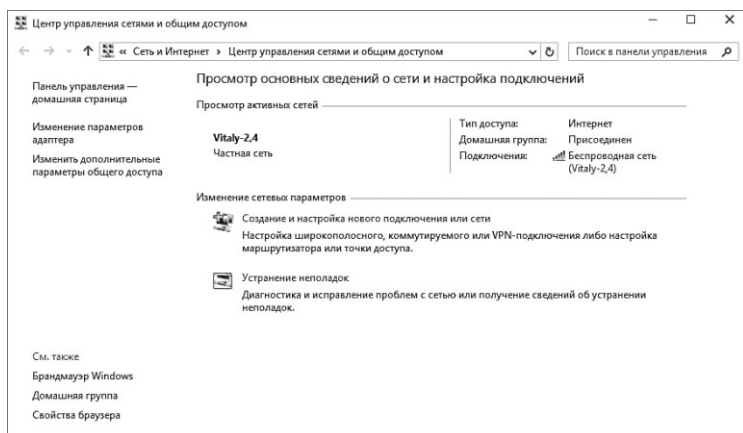 Центр управления сетями и общим доступом
« Сеть и Интернет › Центр управления сетями и общим доступом
Поиск в панели управления
Панель управления —
домашняя страница
Изменение параметров
адаптера
Изменить дополнительные
параметры общего доступа
Просмотр основных сведений о сети и настройка подключений
Просмотр активных сетей
Vitaly-2,4
Частная сеть
Тип доступа: Интернет
Домашняя группа: Присоединен
Подключения: Беспроводная сеть
(Vitaly-2,4)
Изменение сетевых параметров
Создание и настройка нового подключения или сети
Настройка широкополосного, коммутируемого или VPN-подключения либо настройка
маршрутизатора или точки доступа.
Устранение неполадок
Диагностика и исправление проблем с сетью или получение сведений об устранении
неполадок.
См. также
Брандмауэр Windows
Домашняя группа
Свойства браузера